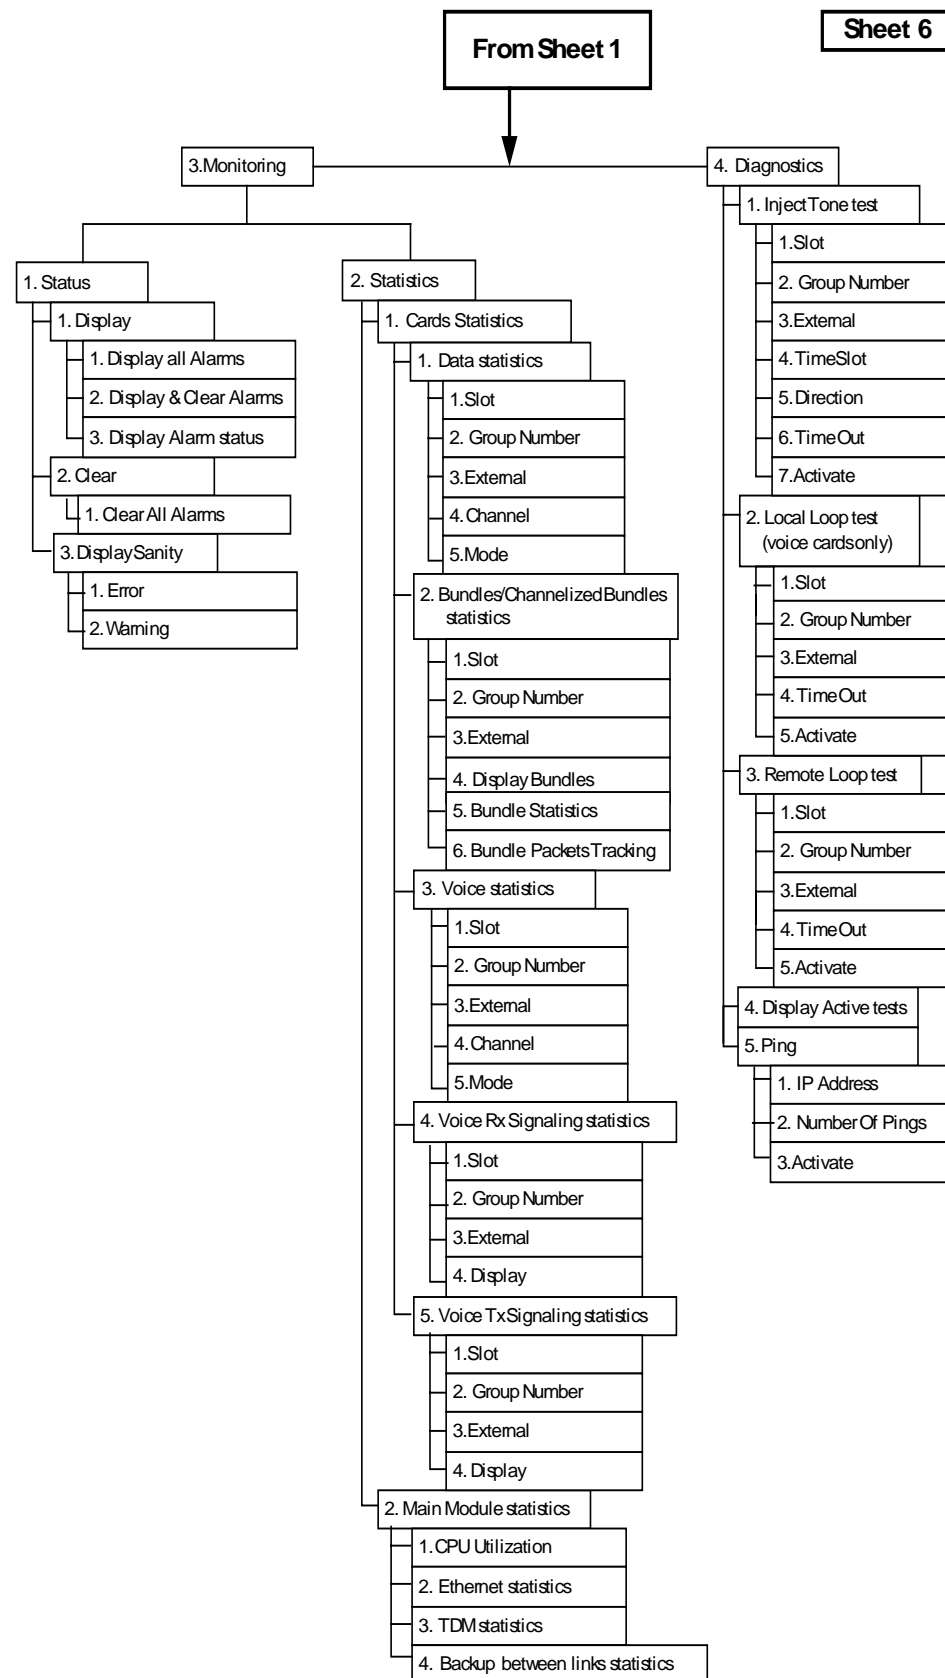 From Sheet 1
Sheet 6
3. Monitoring
1. Status
1. Display
1. Display all Alarms
2. Display & Clear Alarms
3. Display Alarm status
2. Clear
1. Clear All Alarms
3. Display Sanity
1. Error
2. Warning
2. Statistics
1. Cards Statistics
1. Data statistics
1. Slot
2. Group Number
3. External
4. Channel
5. Mode
2. Bundles/Channelized Bundles
statistics
1. Slot
2. Group Number
3. External
4. Display Bundles
5. Bundle Statistics
6. Bundle Packets Tracking
3. Voice statistics
1. Slot
2. Group Number
3. External
4. Channel
5. Mode
4. Voice Rx Signaling statistics
1. Slot
2. Group Number
3. External
4. Display
5. Voice Tx Signaling statistics
1. Slot
2. Group Number
3. External
4. Display
2. Main Module statistics
1. CPU Utilization
2. Ethernet statistics
3. TDM statistics
4. Backup between links statistics
4. Diagnostics
1. Inject Tone test
1. Slot
2. Group Number
3. External
4. Time Slot
5. Direction
6. Time Out
7. Activate
2. Local Loop test
(voice cards only)
1. Slot
2. Group Number
3. External
4. Time Out
5. Activate
3. Remote Loop test
1. Slot
2. Group Number
3. External
4. Time Out
5. Activate
4. Display Active tests
5. Ping
1. IP Address
2. Number Of Pings
3. Activate